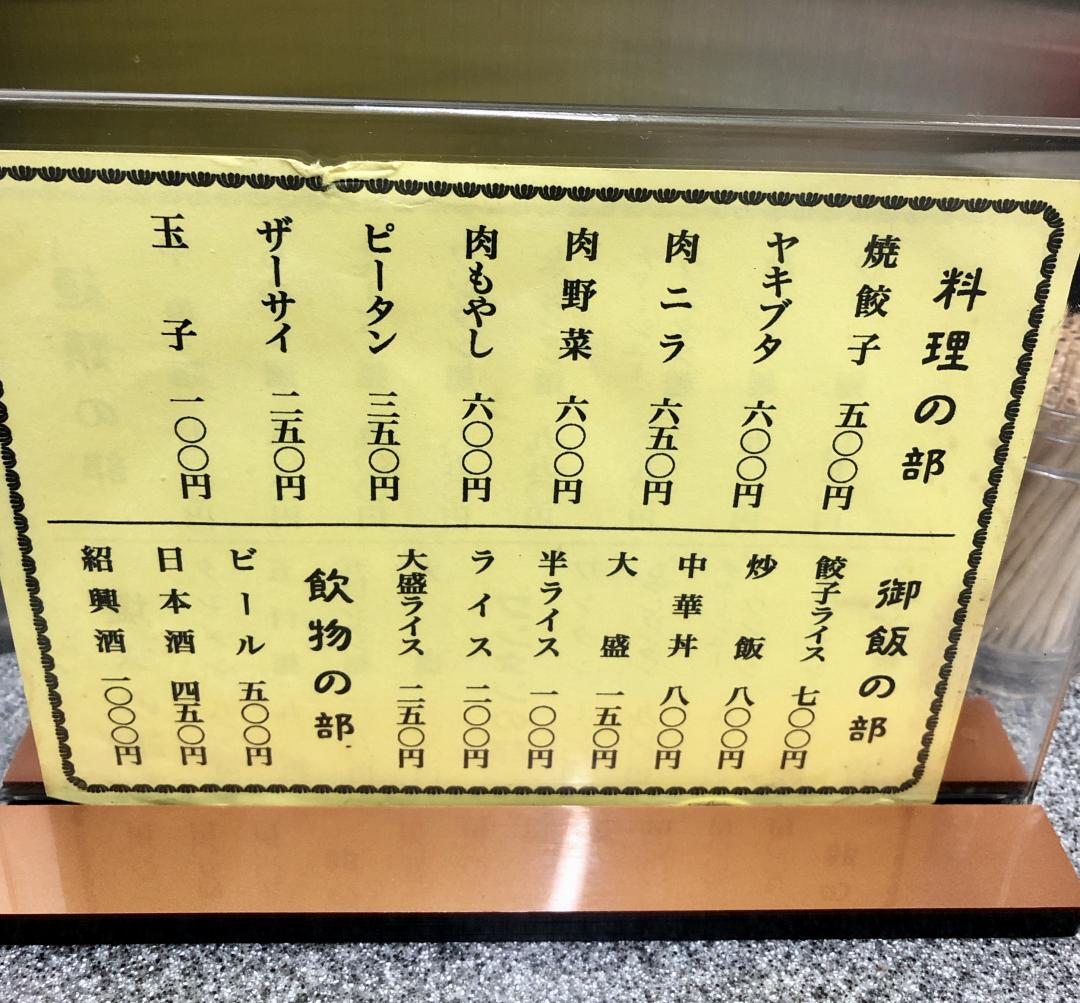 料理の部
焼餃子 五〇〇円
ヤキブタ 六〇〇円
肉ニラ 六五〇円
肉野菜 六〇〇円
肉もやし 六〇〇円
ピータン 三五〇円
ザーサイ 二五〇円
玉子 一〇〇円
御飯の部
餃子ライス 七〇〇円
炒飯 八〇〇円
中華丼 八〇〇円
大盛 一五〇円
半ライス 一〇〇円
ライス 二〇〇円
大盛ライス 二五〇円
飲物の部
ビール 五〇〇円
日本酒 四五〇円
紹興酒 一〇〇〇円